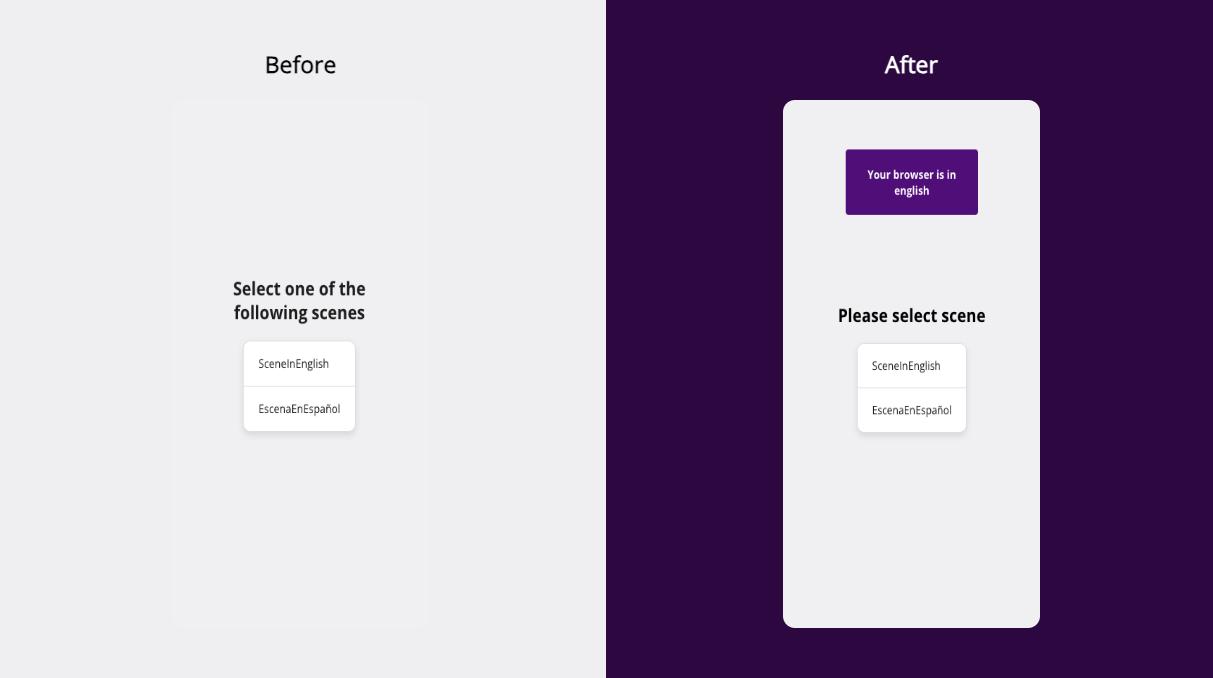 Before
Select one of the
following scenes
SceneInEnglish
EscenaEnEspañol
After
Your browser is in
english
Please select scene
SceneInEnglish
EscenaEnEspañol